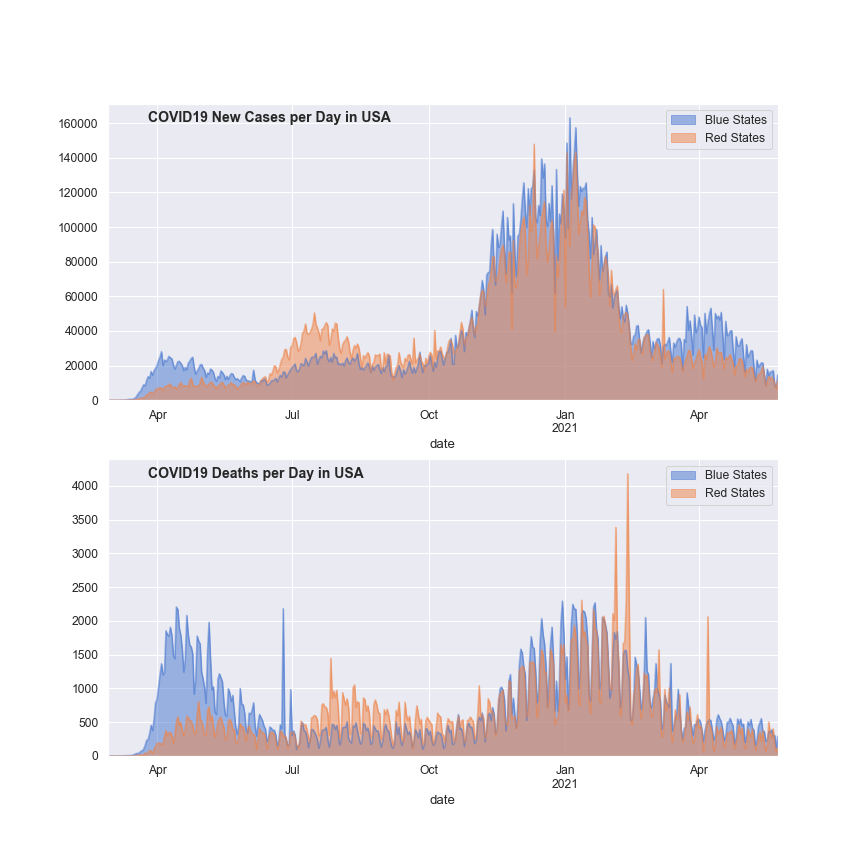 COVID19 New Cases per Day in USA
Blue States
Red States
160000
140000
120000
100000
80000
60000
40000
20000
0
Apr Jul Oct Jan Apr
2021
date
COVID19 Deaths per Day in USA
Blue States
Red States
4000
3500
3000
2500
2000
1500
1000
500
0
Apr Jul Oct Jan Apr
2021
date